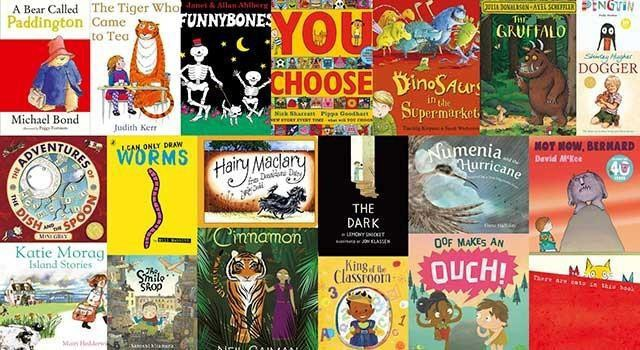 A Bear Called
Paddington
Michael Bond
The Tiger Who
Came to Tea
Judith Kerr
Janet & Allan Ahlberg
FUNNYBONES
YOU
CHOOSE
Nick Sharratt
Pippa Goodhart
DINOSAURS
in the
Supermarket
JULIA DONALDSON • AXEL SCHEFFLER
THE
GRUFFALO
PENGUIN
Shirley Hughes
DOGGER
THE ADVENTURES OF
THE DISH AND THE SPOON
MINI GREY
I CAN ONLY DRAW
WORMS
Hairy Maclary
from Donaldson's Dairy
THE
DARK
BY LEMONY SNICKET
ILLUSTRATED BY JON KLASSEN
Numenia and the
Hurricane
NOT NOW, BERNARD
David McKee
40
Katie Morag
Island Stories
Mairi Hedderwick
The
Smile
SHOP
Satoshi Kitamura
Cinnamon
NEIL GAIMAN
King of the
Classroom
OOF MAKES AN
OUCH!
There are cats in this book